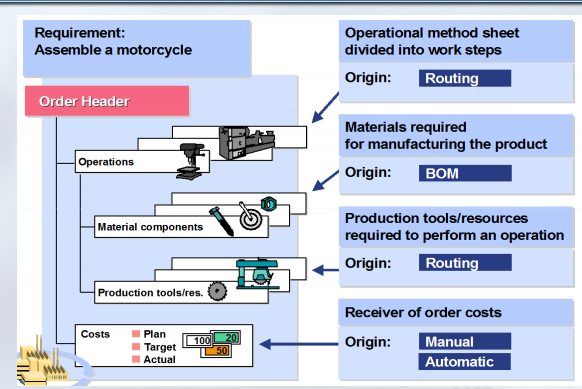 Requirement:
Assemble a motorcycle
Order Header
Operations
Material components
Production tools/res.
Costs
Plan
Target
Actual
100
20
50
Operational method sheet
divided into work steps
Origin: Routing
Materials required
for manufacturing the product
Origin: BOM
Production tools/resources
required to perform an operation
Origin: Routing
Receiver of order costs
Origin: Manual
Automatic